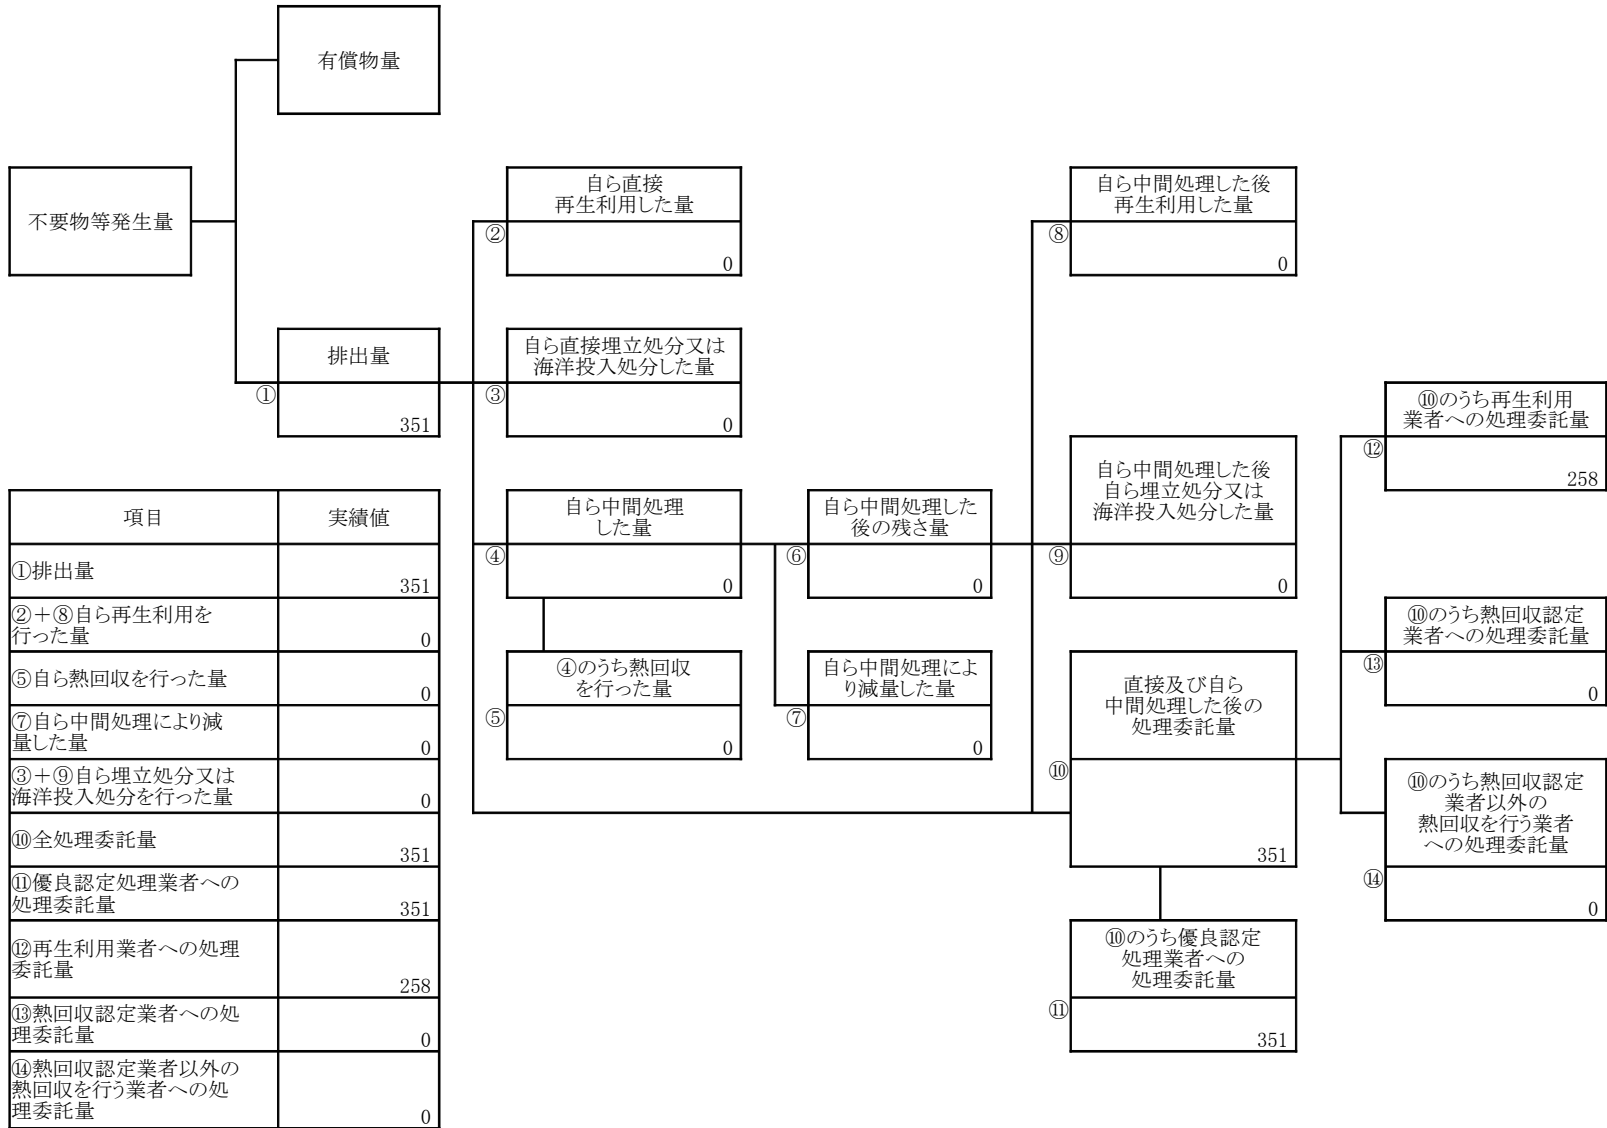 有償物量
不要物等発生量
自ら直接
再生利用した量
②
0
自ら中間処理した後
再生利用した量
⑧
0
排出量
①
351
自ら直接埋立処分又は
海洋投入処分した量
③
0
⑩のうち再生利用
業者への処理委託量
⑫
258
自ら中間処理
した量
④
0
自ら中間処理した
後の残さ量
⑥
0
自ら中間処理した後
自ら埋立処分又は
海洋投入処分した量
⑨
0
⑩のうち熱回収認定
業者への処理委託量
⑬
0
④のうち熱回収
を行った量
⑤
0
自ら中間処理によ
り減量した量
⑦
0
直接及び自ら
中間処理した後の
処理委託量
⑩
351
⑩のうち熱回収認定
業者以外の
熱回収を行う業者
への処理委託量
⑭
0
⑩のうち優良認定
処理業者への
処理委託量
⑪
351
項目 実績値
①排出量
351
②+⑧自ら再生利用を
行った量
0
⑤自ら熱回収を行った量
0
⑦自ら中間処理により減
量した量
0
③+⑨自ら埋立処分又は
海洋投入処分を行った量
0
⑩全処理委託量
351
⑪優良認定処理業者への
処理委託量
351
⑫再生利用業者への処理
委託量
258
⑬熱回収認定業者への処
理委託量
0
⑭熱回収認定業者以外の
熱回収を行う業者への処
理委託量
0